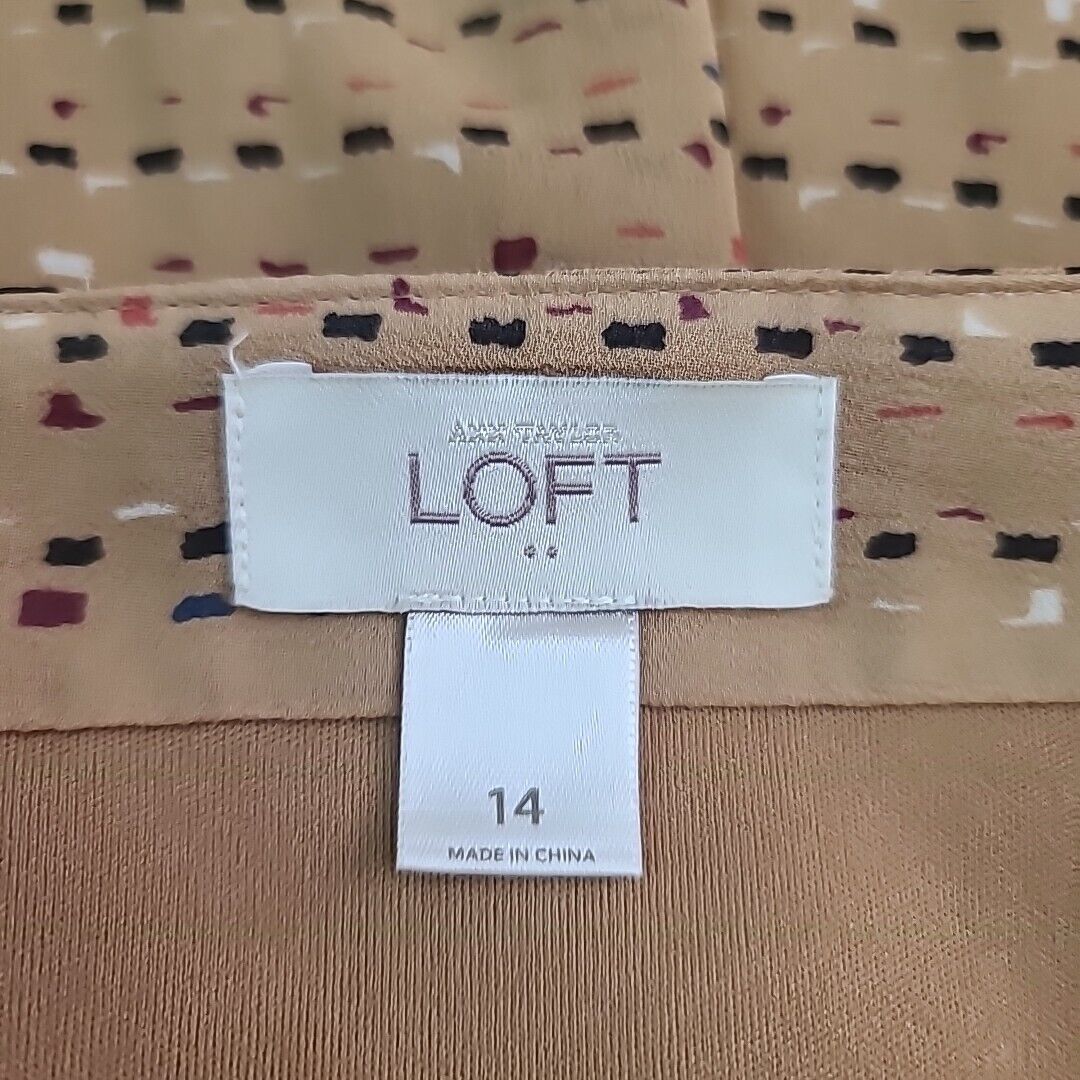 ANN TAYLOR
LOFT
14
MADE IN CHINA